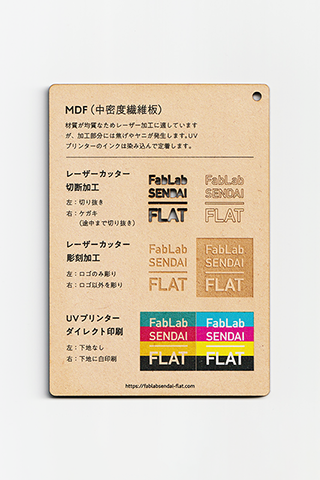 MDF（中密度繊維板）
材質が均質なためレーザー加工に適しています
が、加工部分には焦げやヤニが発生します。UV
プリンターのインクは染み込んで定着します。
レーザーカッター
切断加工
左：切り抜き
右：ケガキ
（途中まで切り抜き）
FabLab
SENDAI
FLAT
FabLab
SENDAI
FLAT
レーザーカッター
彫刻加工
左：ロゴのみ彫り
右：ロゴ以外を彫り
FabLab
SENDAI
FLAT
FabLab
SENDAI
FLAT
UVプリンター
ダイレクト印刷
左：下地なし
右：下地に白印刷
FabLab
SENDAI
FLAT
FabLab
SENDAI
FLAT
https://fablabsendai-flat.com